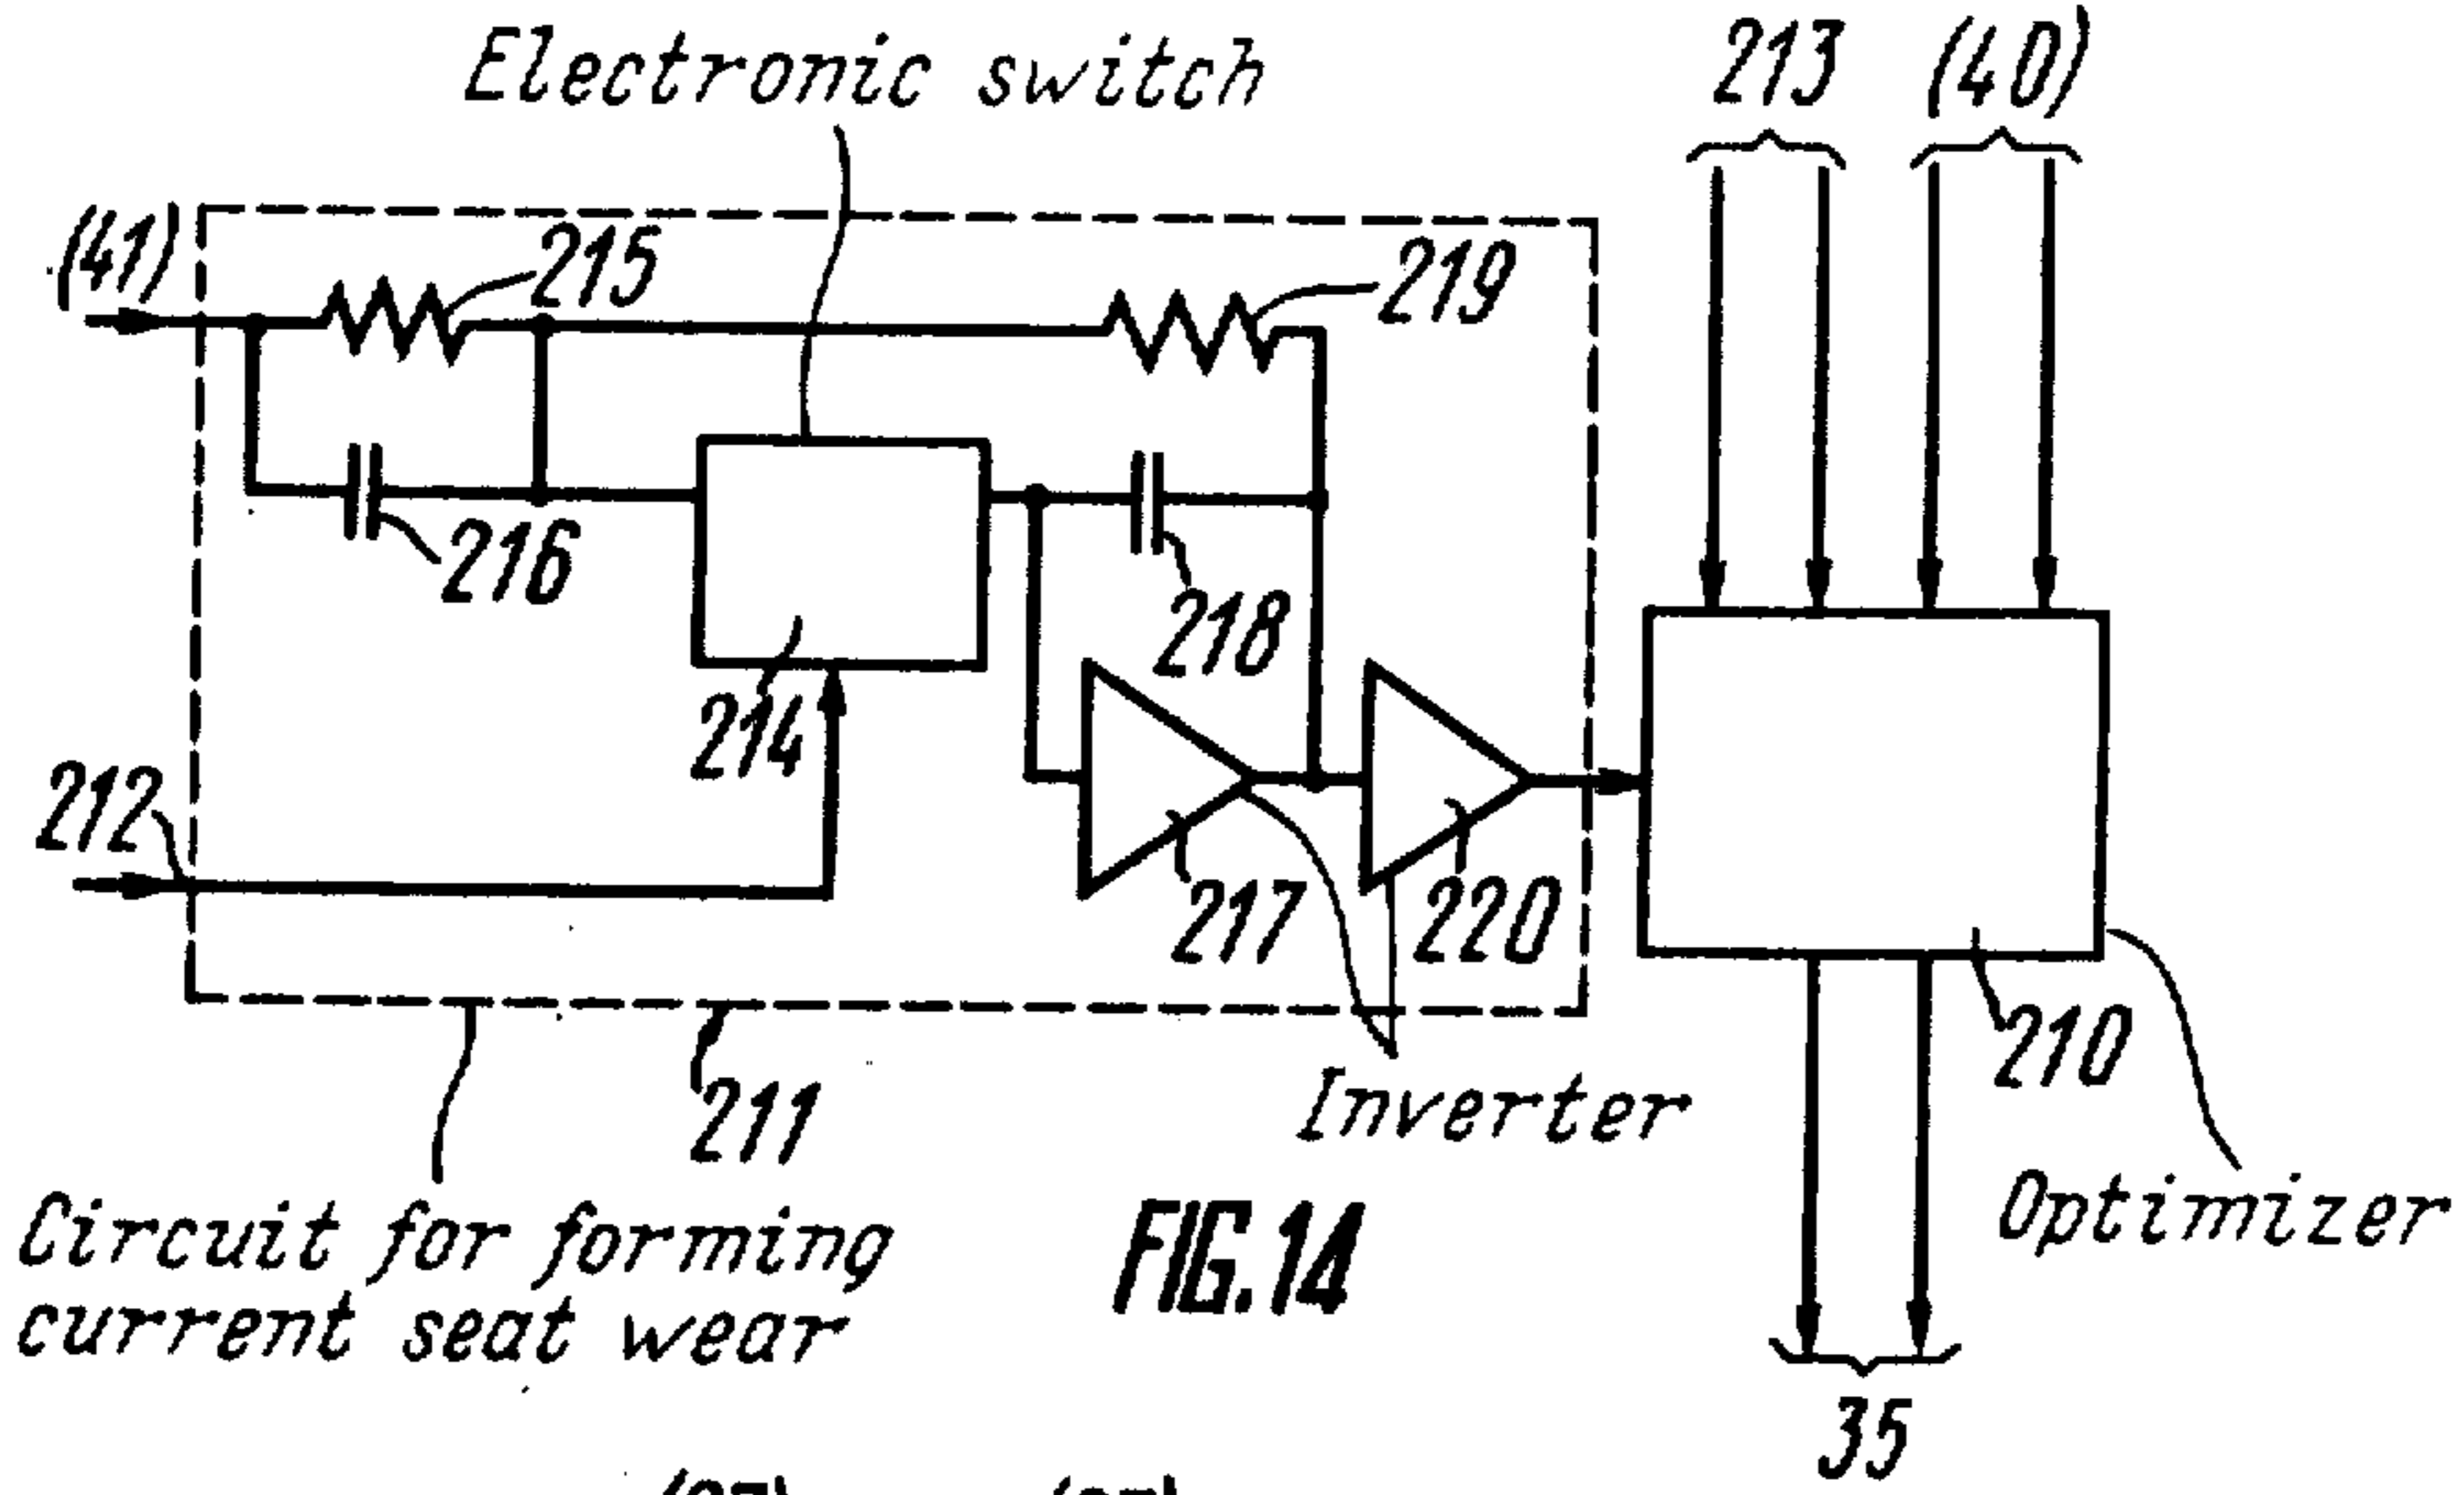 Electronic switch
213 (40)
(41)
215
219
216
218
214
212
217
220
210
211
Inverter
Optimizer
Circuit for forming
current seat wear
FIG.14
35